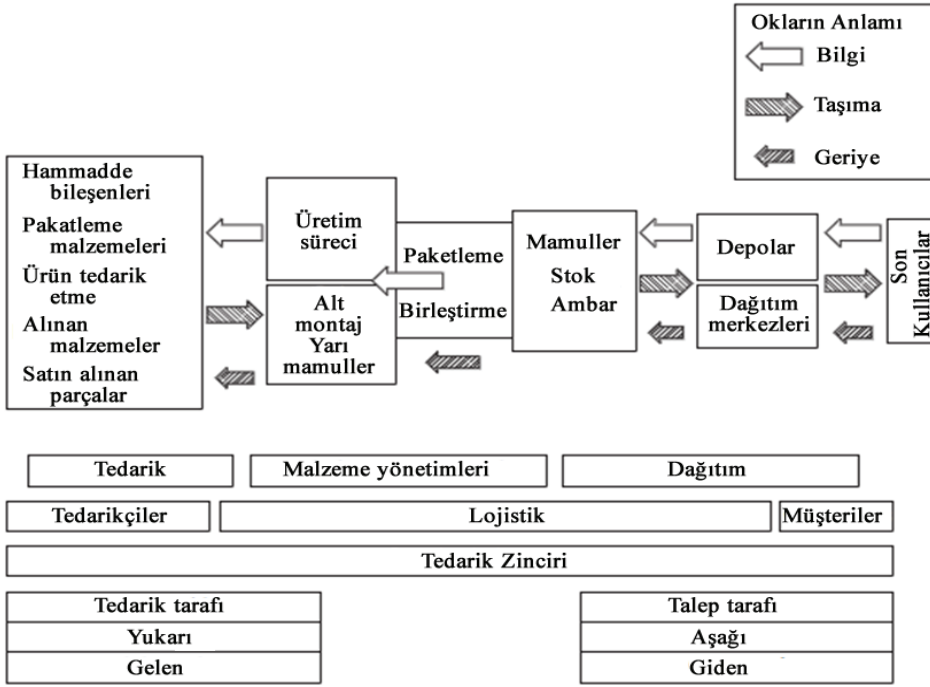 Okların Anlamı
Bilgi
Taşıma
Geriye
Hammadde
bileşenleri
Pakatleme
malzemeleri
Ürün tedarik
etme
Alınan
malzemeler
Satın alınan
parçalar
Üretim
süreci
Alt
montaj
Yarı
mamuller
Paketleme
Birleştirme
Mamuller
Stok
Ambar
Depolar
Dağıtım
merkezleri
Son
Kullanıcılar
Tedarik
Malzeme yönetimleri
Dağıtım
Tedarikçiler
Lojistik
Müşteriler
Tedarik Zinciri
Tedarik tarafı
Yukarı
Gelen
Talep tarafı
Aşağı
Giden